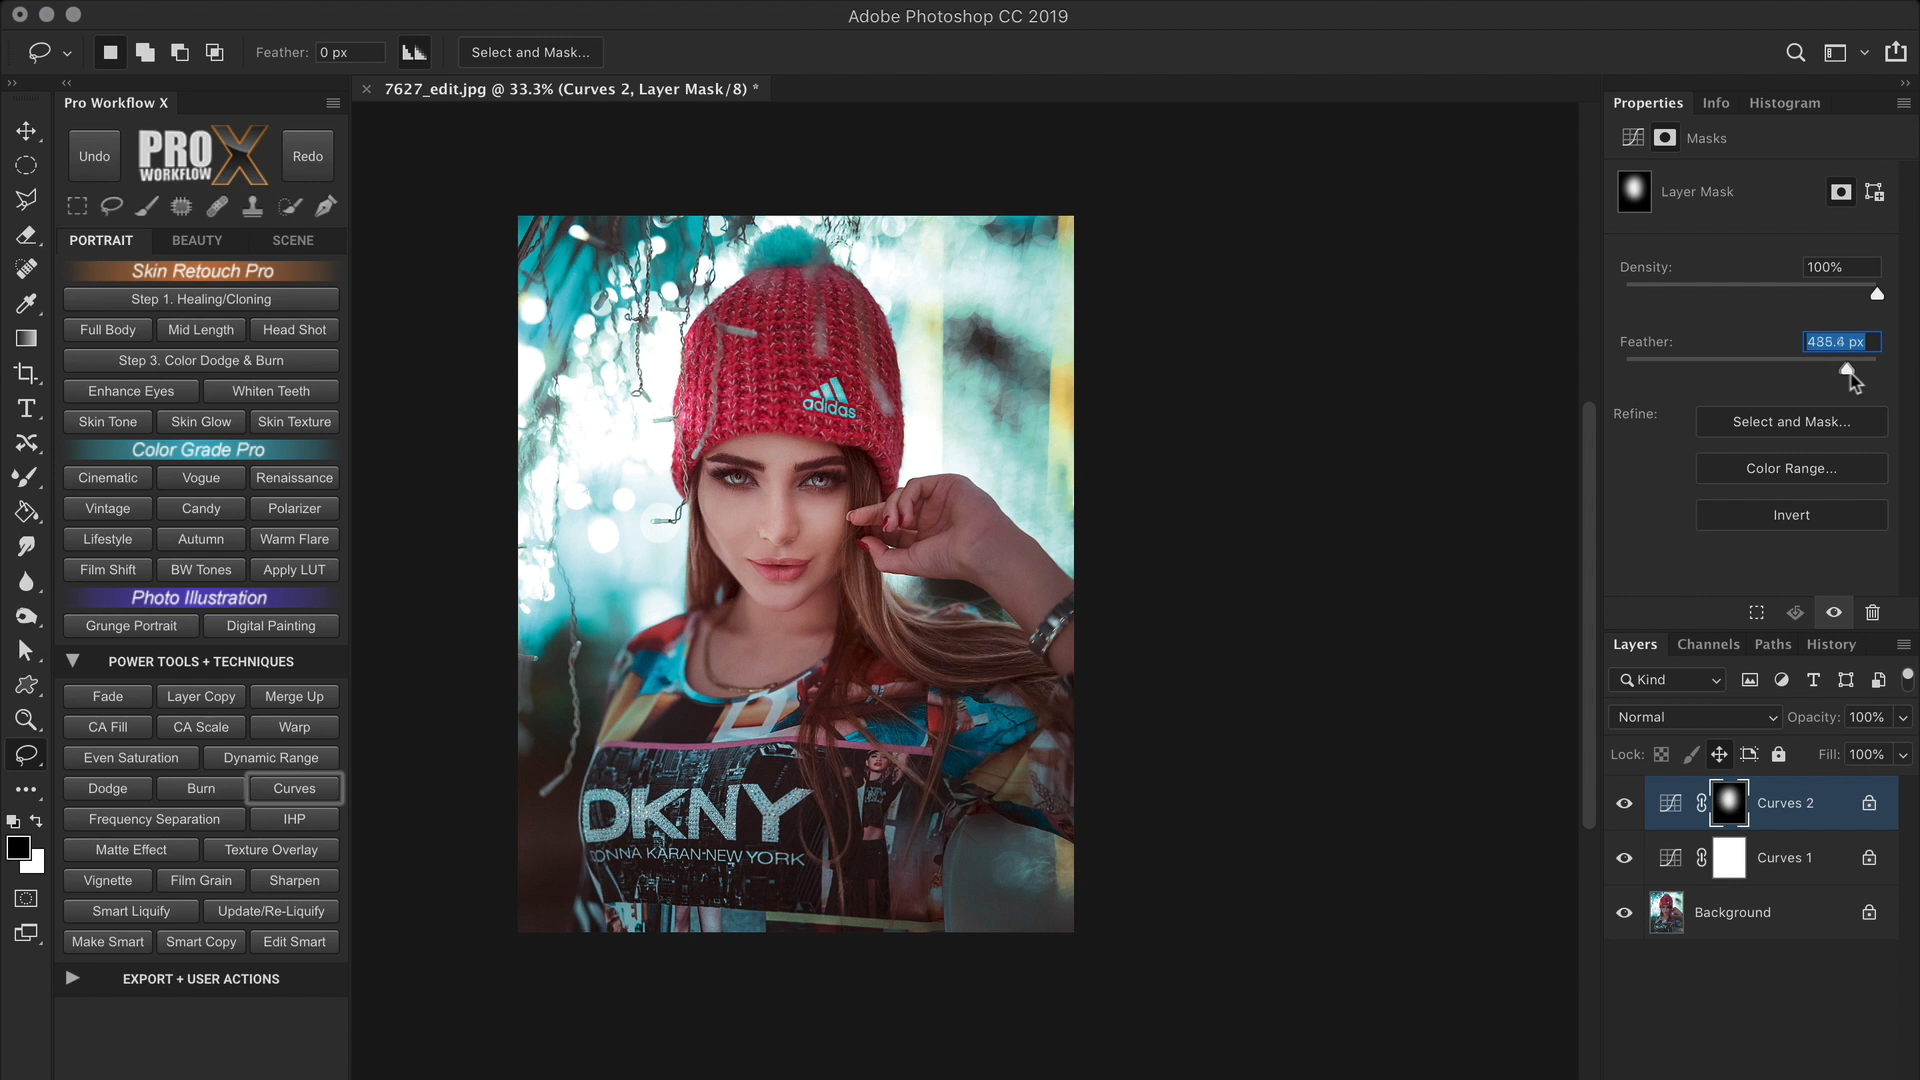 Adobe Photoshop CC 2019
Feather: 0 px Select and Mask...
Pro Workflow X
7627_edit.jpg @ 33.3% (Curves 2, Layer Mask/8) *
Undo PRO WORKFLOW X Redo
PORTRAIT BEAUTY SCENE
Skin Retouch Pro
Step 1. Healing/Cloning
Full Body Mid Length Head Shot
Step 3. Color Dodge & Burn
Enhance Eyes Whiten Teeth
Skin Tone Skin Glow Skin Texture
Color Grade Pro
Cinematic Vogue Renaissance
Vintage Candy Polarizer
Lifestyle Autumn Warm Flare
Film Shift BW Tones Apply LUT
Photo Illustration
Grunge Portrait Digital Painting
POWER TOOLS + TECHNIQUES
Fade Layer Copy Merge Up
CA Fill CA Scale Warp
Even Saturation Dynamic Range
Dodge Burn Curves
Frequency Separation IHP
Matte Effect Texture Overlay
Vignette Film Grain Sharpen
Smart Liquify Update/Re-Liquify
Make Smart Smart Copy Edit Smart
EXPORT + USER ACTIONS
adidas
DKNY
DONNA KARAN-NEW YORK
Properties Info Histogram
Masks
Layer Mask
Density: 100%
Feather: 485.4 px
Refine: Select and Mask...
Color Range...
Invert
Layers Channels Paths History
Kind
Normal Opacity: 100%
Lock: Fill: 100%
Curves 2
Curves 1
Background